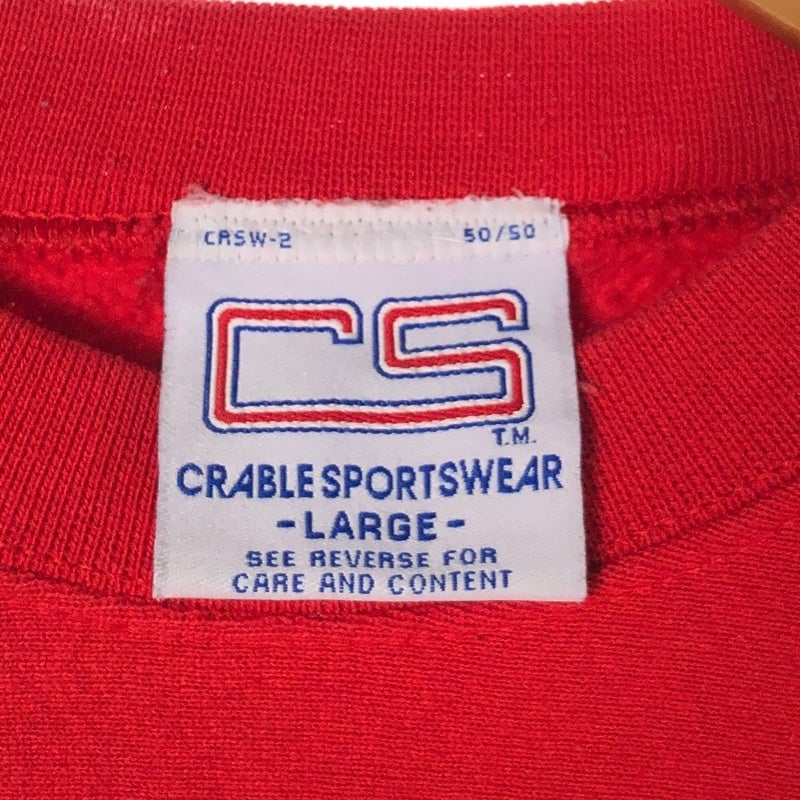 CRSW-2 50/50
CS
T.M.
CRABLE SPORTSWEAR
- LARGE -
SEE REVERSE FOR
CARE AND CONTENT